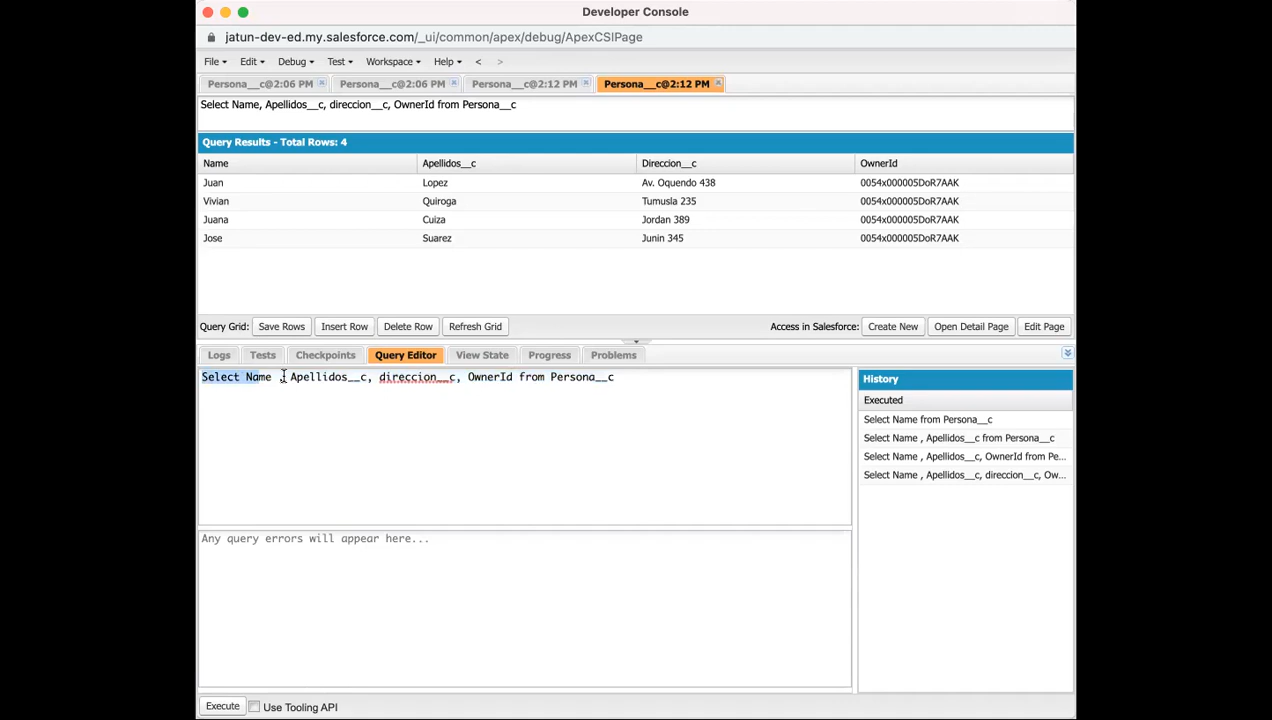 Developer Console
jatun-dev-ed.my.salesforce.com/_ui/common/apex/debug/ApexCSIPage
File Edit Debug Test Workspace Help < >
Persona__c@2:06 PM Persona__c@2:06 PM Persona__c@2:12 PM Persona__c@2:12 PM
Select Name, Apellidos__c, direccion__c, OwnerId from Persona__c
Query Results - Total Rows: 4
Name Apellidos__c Direccion__c OwnerId
Juan Lopez Av. Oquendo 438 0054x000005DoR7AAK
Vivian Quiroga Tumusla 235 0054x000005DoR7AAK
Juana Cuiza Jordan 389 0054x000005DoR7AAK
Jose Suarez Junin 345 0054x000005DoR7AAK
Query Grid: Save Rows Insert Row Delete Row Refresh Grid Access in Salesforce: Create New Open Detail Page Edit Page
Logs Tests Checkpoints Query Editor View State Progress Problems
Select Name , Apellidos__c, direccion__c, OwnerId from Persona__c
History
Executed
Select Name from Persona__c
Select Name , Apellidos__c from Persona__c
Select Name , Apellidos__c, OwnerId from Pe...
Select Name , Apellidos__c, direccion__c, Ow...
Any query errors will appear here...
Execute Use Tooling API